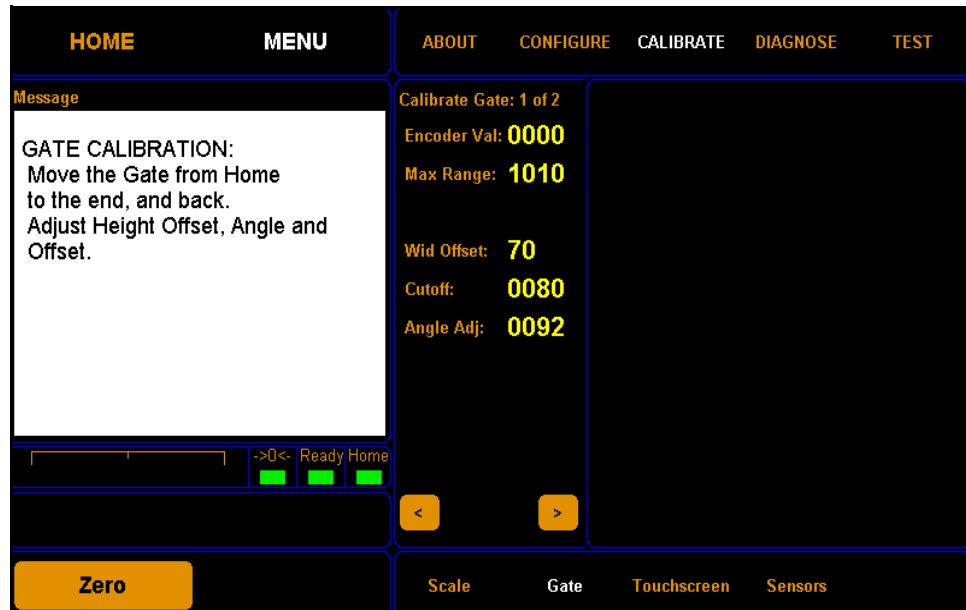 HOME MENU ABOUT CONFIGURE CALIBRATE DIAGNOSE TEST
Message
GATE CALIBRATION:
Move the Gate from Home
to the end, and back.
Adjust Height Offset, Angle and
Offset.
->0<- Ready Home
Zero
Calibrate Gate: 1 of 2
Encoder Val: 0000
Max Range: 1010
Wid Offset: 70
Cutoff: 0080
Angle Adj: 0092
< >
Scale Gate Touchscreen Sensors